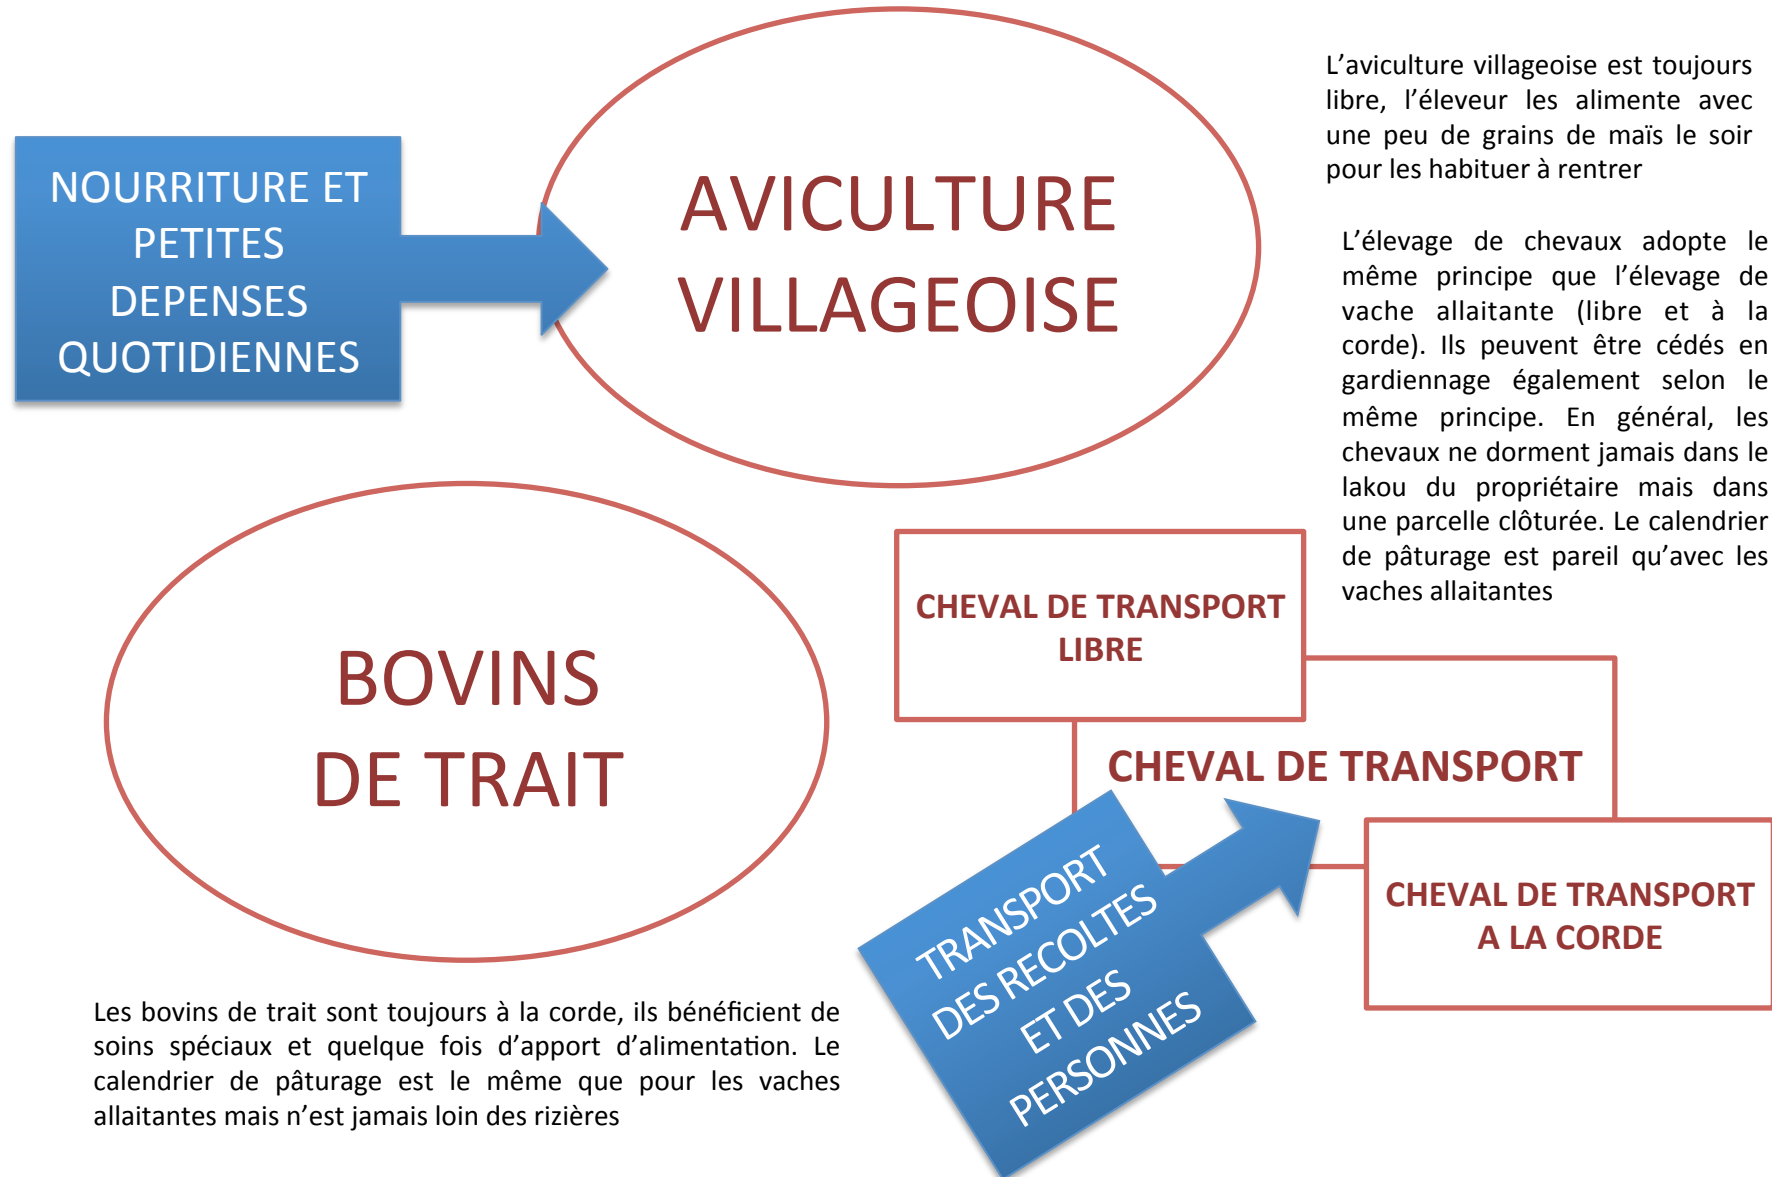 NOURRITURE ET
PETITES
DEPENSES
QUOTIDIENNES
AVICULTURE
VILLAGEOISE
L’aviculture villageoise est toujours
libre, l’éleveur les alimente avec
une peu de grains de maïs le soir
pour les habituer à rentrer
L’élevage de chevaux adopte le
même principe que l’élevage de
vache allaitante (libre et à la
corde). Ils peuvent être cédés en
gardiennage également selon le
même principe. En général, les
chevaux ne dorment jamais dans le
lakou du propriétaire mais dans
une parcelle clôturée. Le calendrier
de pâturage est pareil qu’avec les
vaches allaitantes
BOVINS
DE TRAIT
CHEVAL DE TRANSPORT
LIBRE
CHEVAL DE TRANSPORT
CHEVAL DE TRANSPORT
A LA CORDE
TRANSPORT
DES RECOLTES
ET DES
PERSONNES
Les bovins de trait sont toujours à la corde, ils bénéficient de
soins spéciaux et quelque fois d’apport d’alimentation. Le
calendrier de pâturage est le même que pour les vaches
allaitantes mais n’est jamais loin des rizières